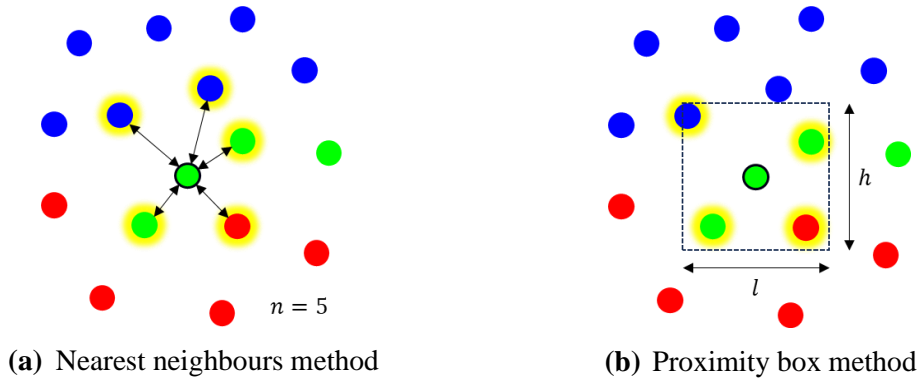 n = 5
h
l
(a) Nearest neighbours method
(b) Proximity box method